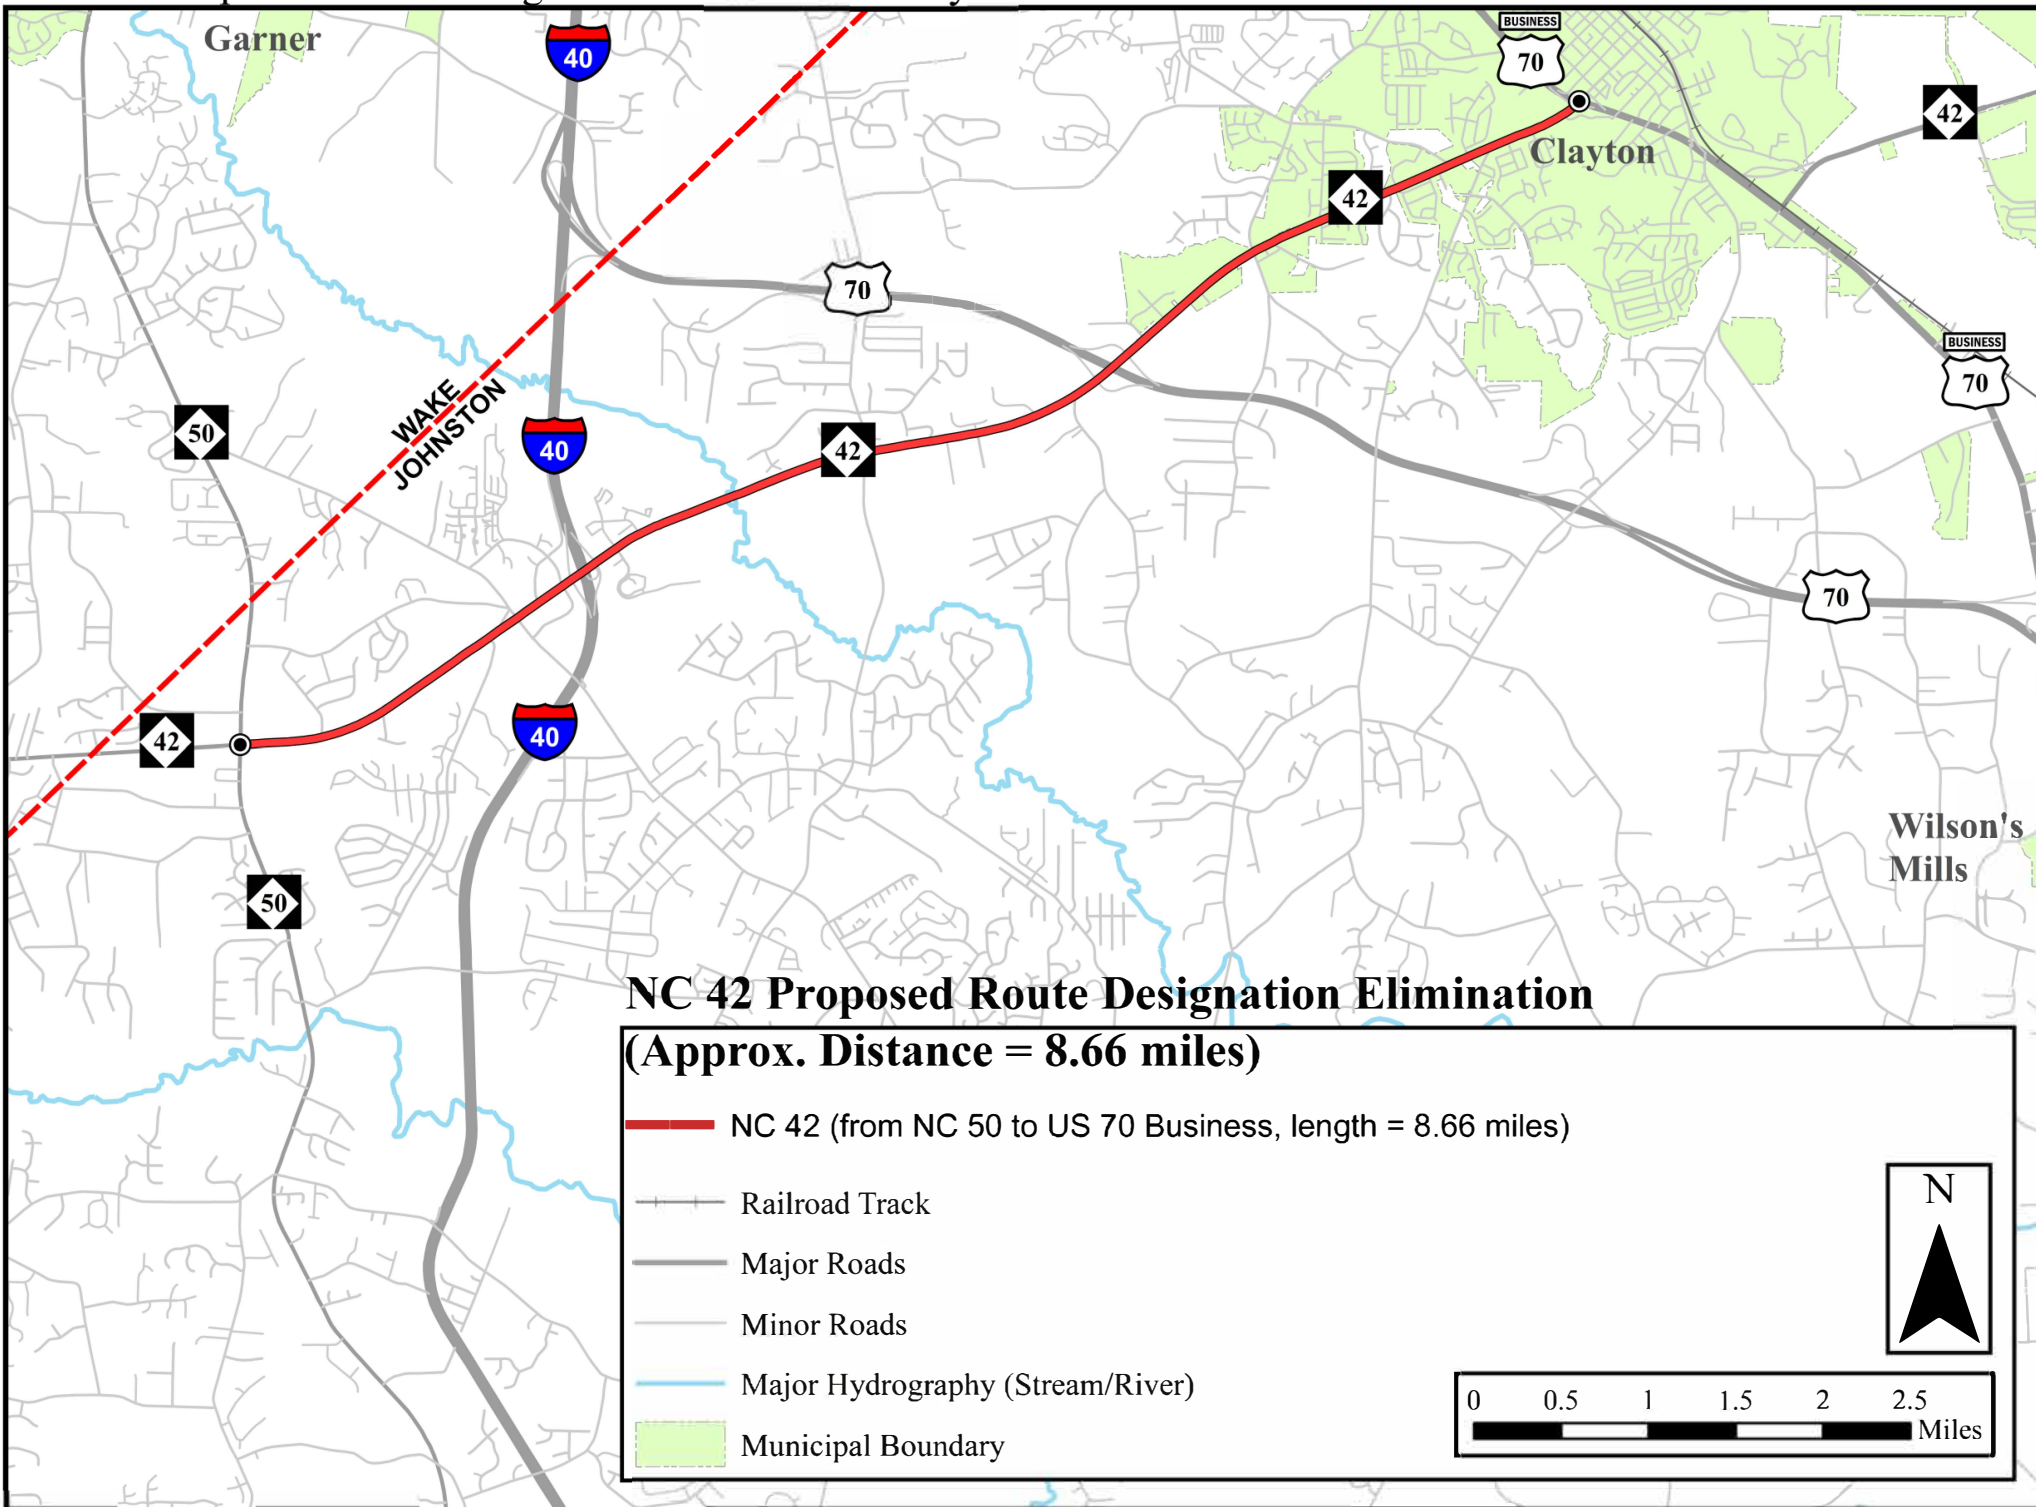 Garner
40
BUSINESS
70
42
Clayton
42
70
BUSINESS
70
WAKE
JOHNSTON
50
40
42
70
42
40
Wilson's
Mills
50
NC 42 Proposed Route Designation Elimination
(Approx. Distance = 8.66 miles)
NC 42 (from NC 50 to US 70 Business, length = 8.66 miles)
Railroad Track
Major Roads
Minor Roads
Major Hydrography (Stream/River)
Municipal Boundary
N
0 0.5 1 1.5 2 2.5
Miles